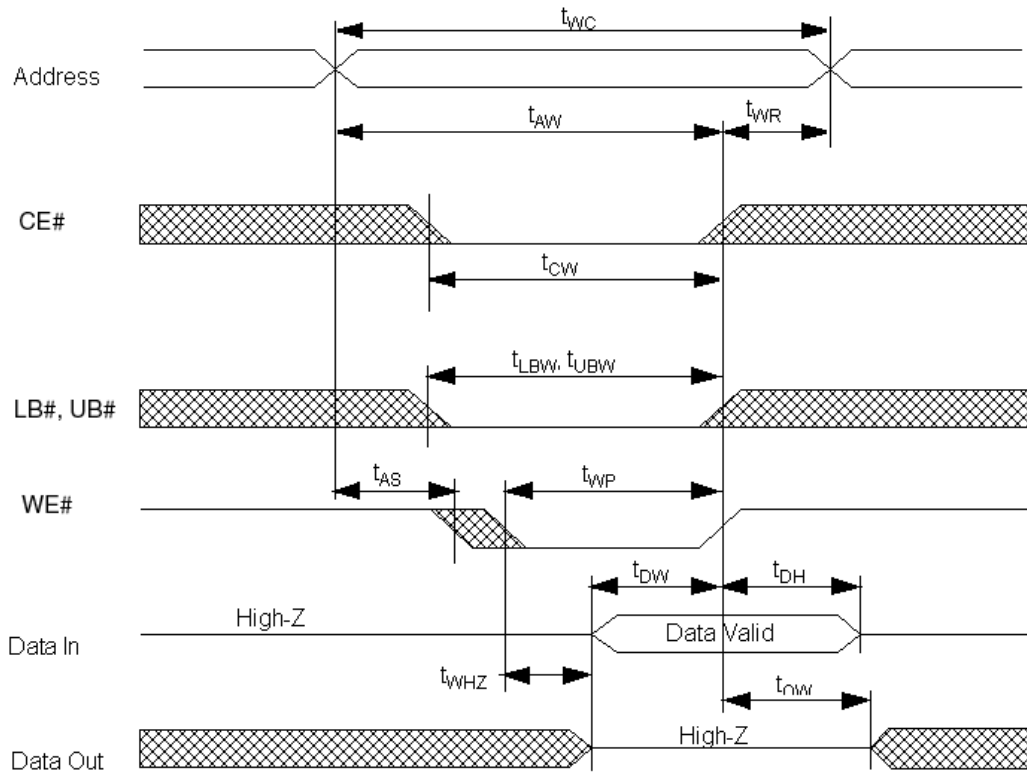 tWC
Address
tAW
tWR
CE#
tCW
tLBW, tUBW
LB#, UB#
tAS
tWP
WE#
tDW
tDH
High-Z
Data Valid
Data In
tWHZ
tOW
High-Z
Data Out